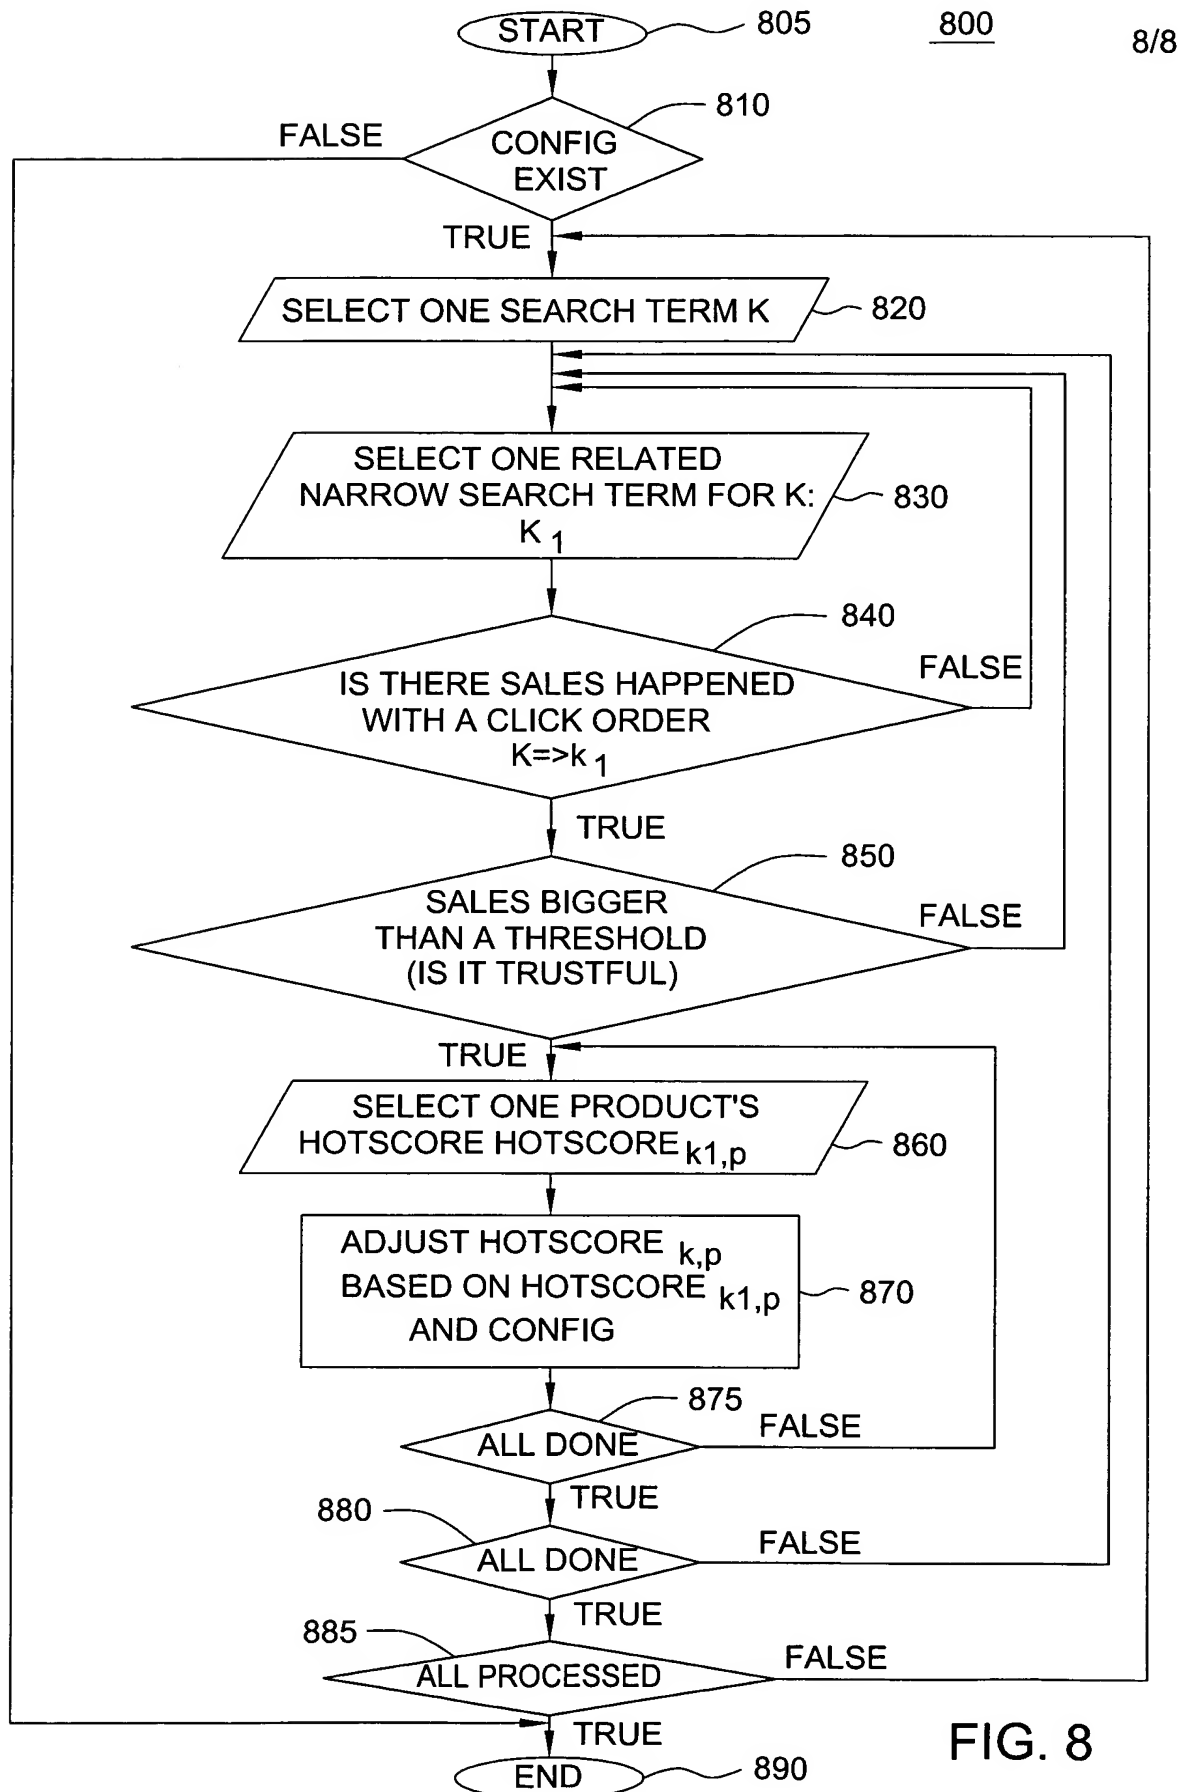 START
805
800
8/8
810
FALSE
CONFIG
EXIST
TRUE
SELECT ONE SEARCH TERM K
820
SELECT ONE RELATED
NARROW SEARCH TERM FOR K:
K 1
830
840
FALSE
IS THERE SALES HAPPENED
WITH A CLICK ORDER
K=>k 1
TRUE
850
SALES BIGGER
THAN A THRESHOLD
(IS IT TRUSTFUL)
FALSE
TRUE
SELECT ONE PRODUCT'S
HOTSCORE HOTSCORE k1,p
860
ADJUST HOTSCORE k,p
BASED ON HOTSCORE k1,p
AND CONFIG
870
875
ALL DONE
FALSE
TRUE
880
ALL DONE
FALSE
TRUE
885
ALL PROCESSED
FALSE
TRUE
END
890
FIG. 8